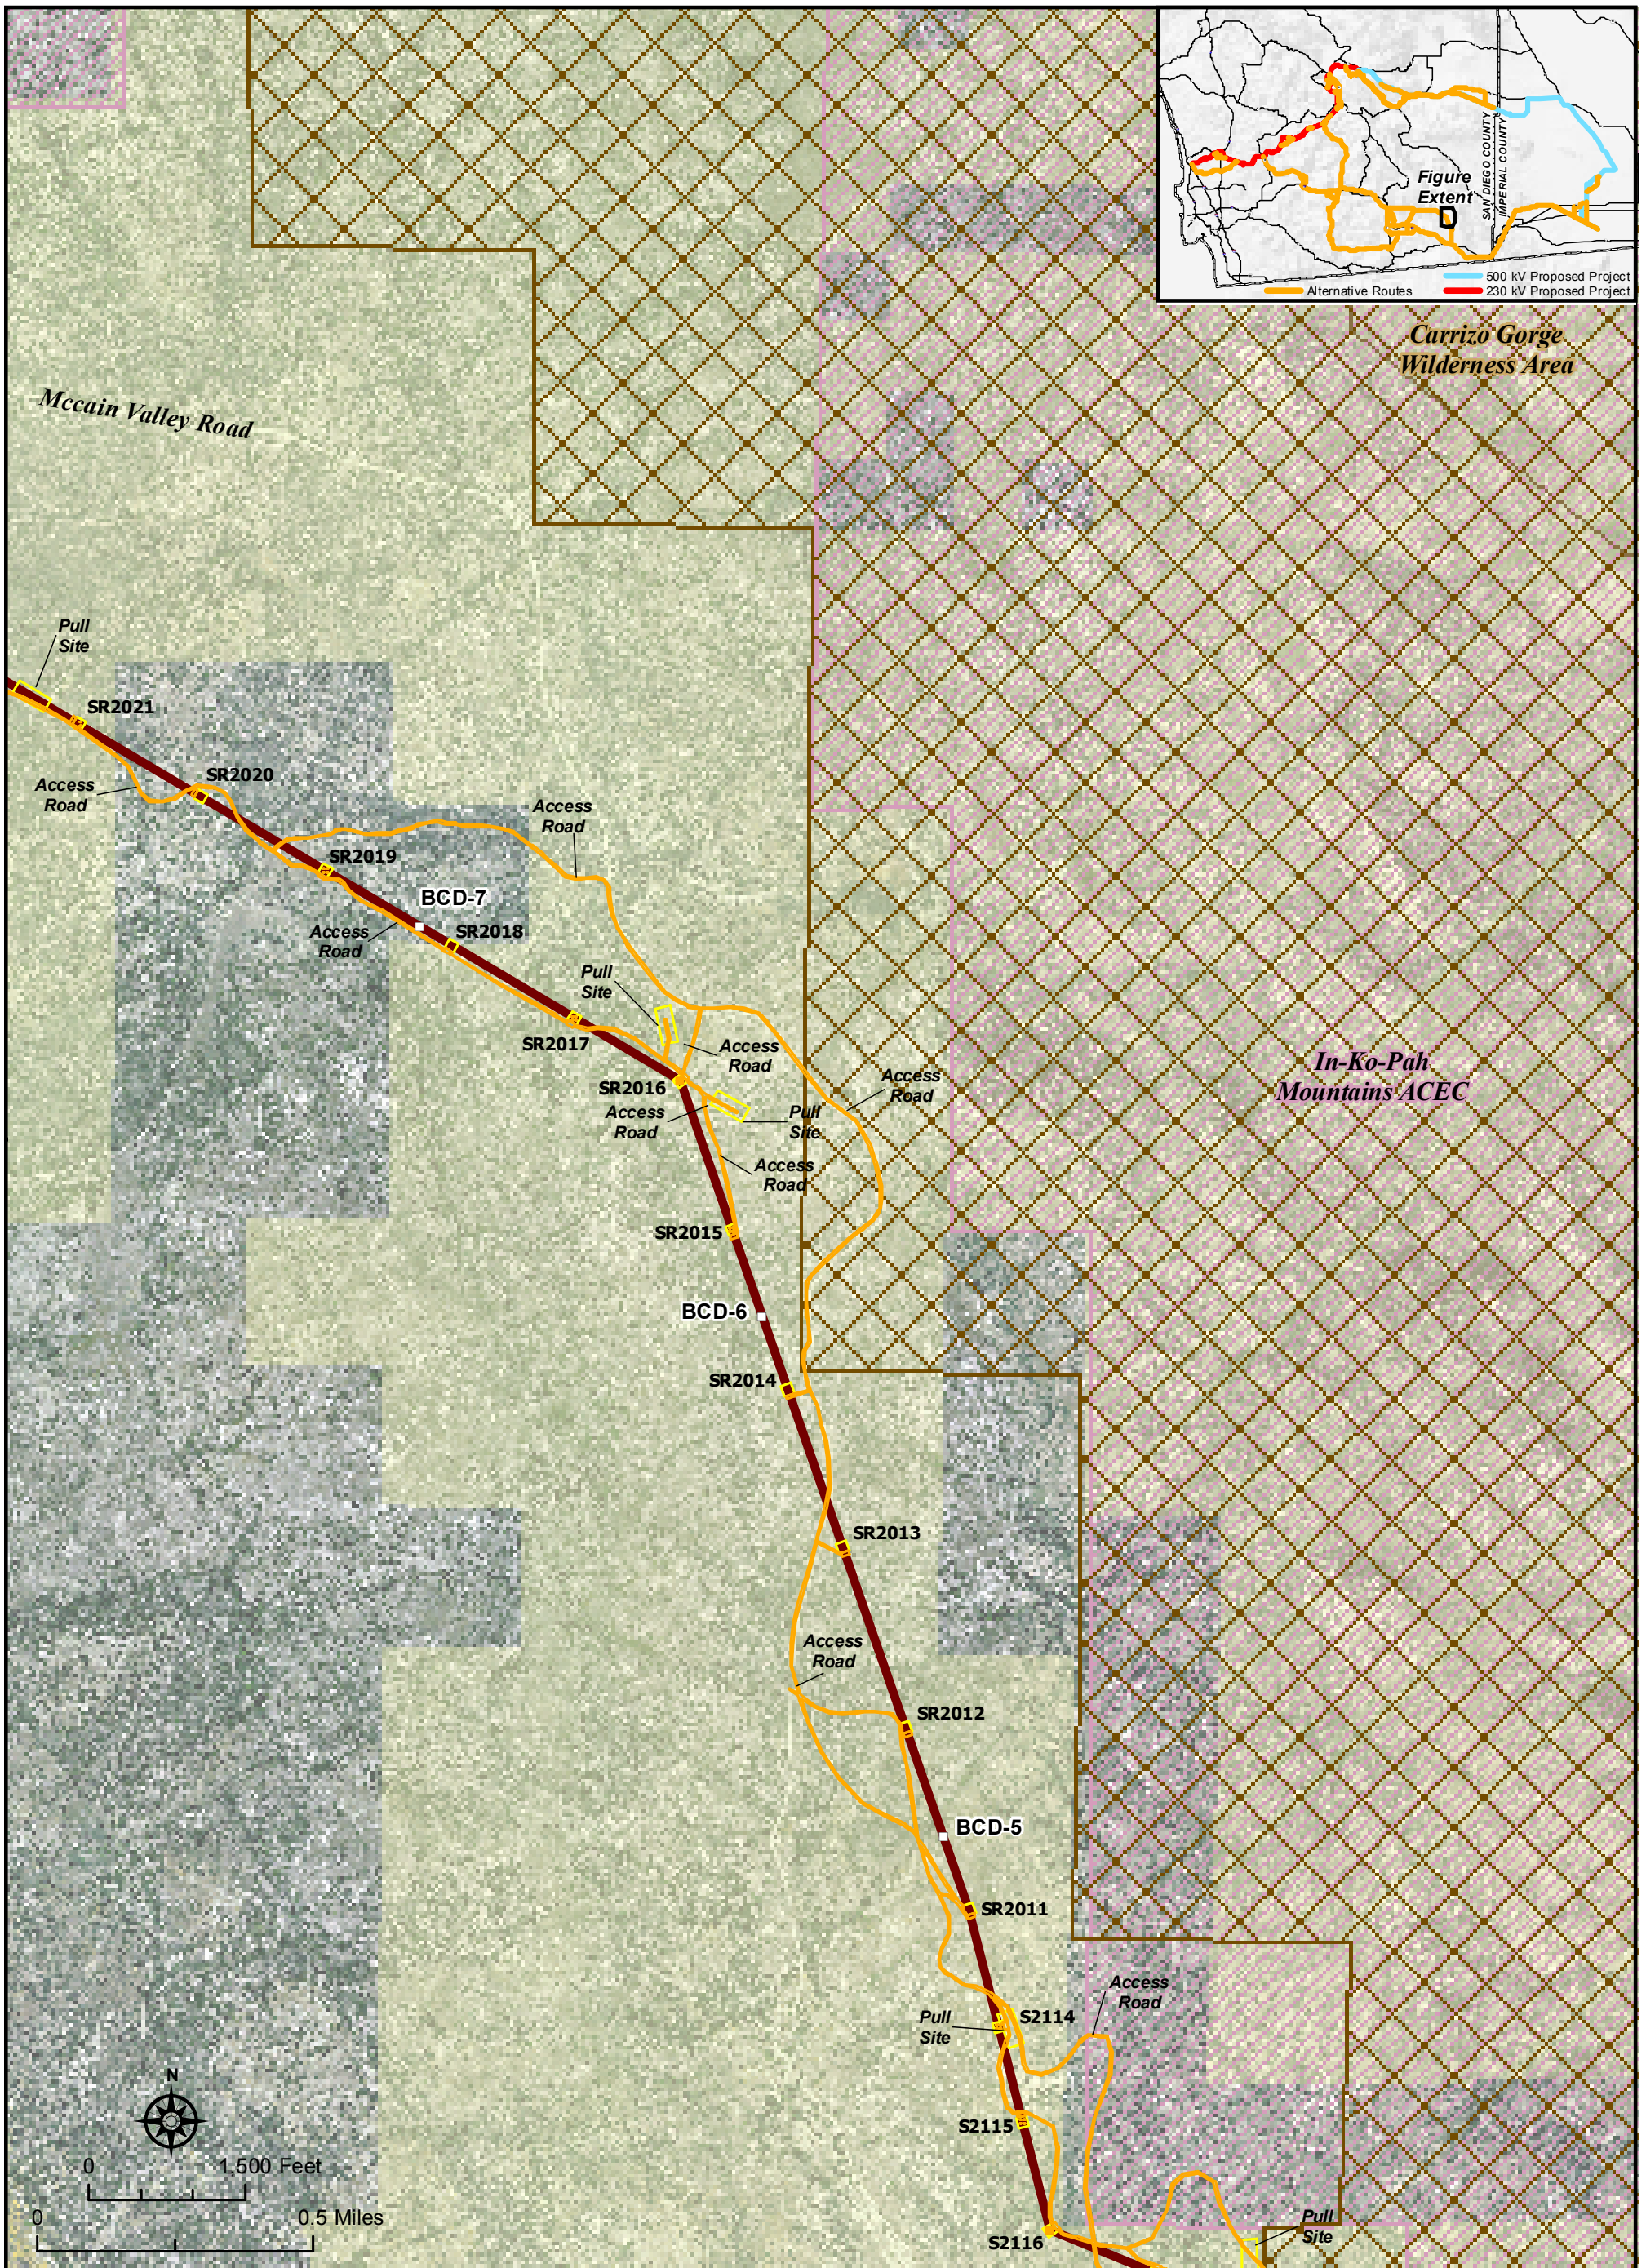 SAN DIEGO COUNTY
IMPERIAL COUNTY
Figure
Extent
500 kV Proposed Project
Alternative Routes
230 kV Proposed Project
Carrizo Gorge
Wilderness Area
Mccain Valley Road
Pull
Site
SR2021
SR2020
Access
Road
Access
Road
SR2019
BCD-7
Access
Road
SR2018
Pull
Site
SR2017
Access
Road
In-Ko-Pah
Mountains ACEC
SR2016
Access
Road
Access
Road
Pull
Site
Access
Road
SR2015
BCD-6
SR2014
SR2013
Access
Road
SR2012
BCD-5
SR2011
Access
Road
Pull
Site
S2114
N
S2115
0
1,500 Feet
0
0.5 Miles
S2116
Pull
Site